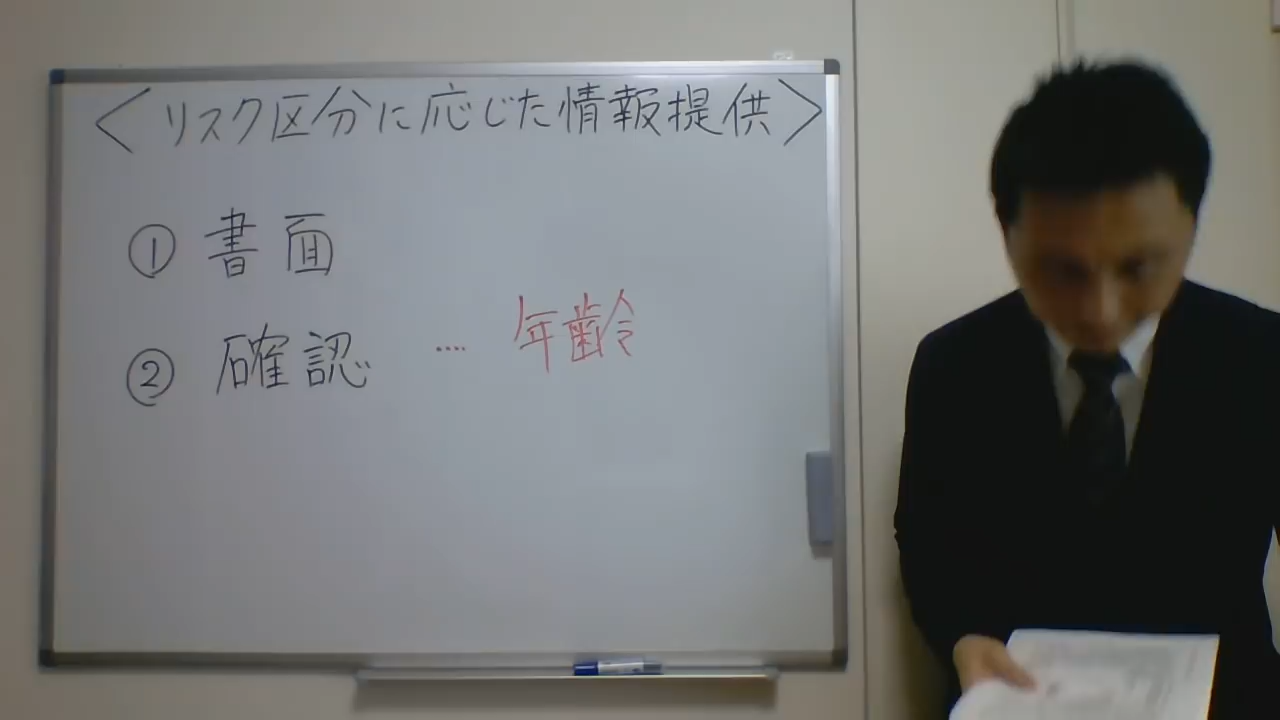 <リスク区分に応じた情報提供>
① 書面
② 確認 …. 年齢